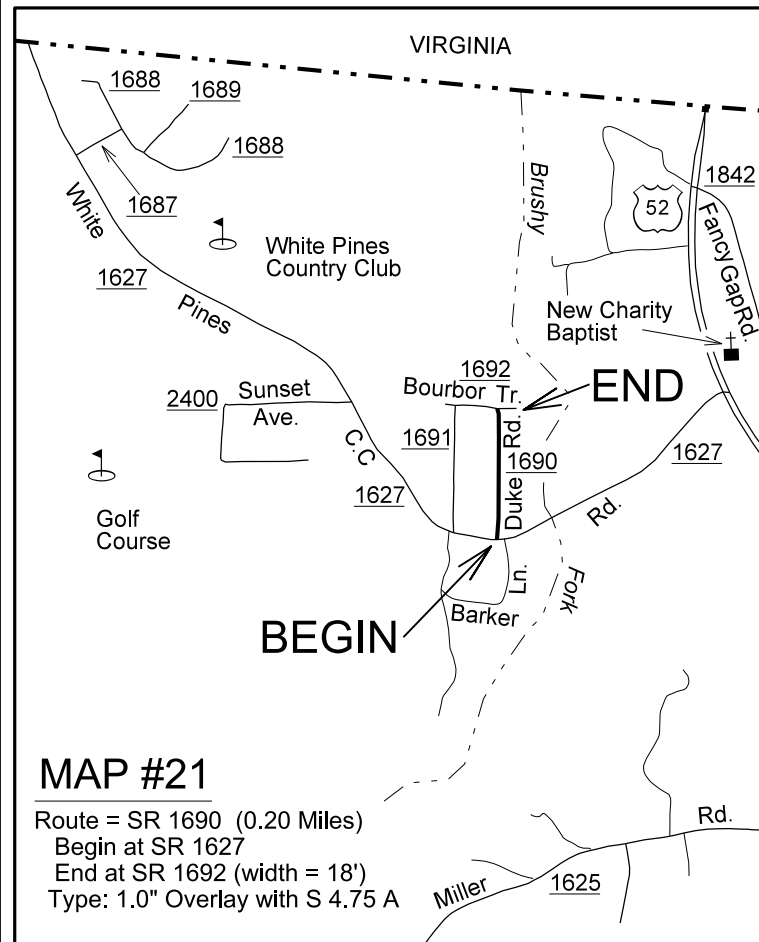 VIRGINIA
1688
1689
1688
1687
White
1627
Pines
White Pines
Country Club
Brushy
52
1842
Fancy Gap Rd.
New Charity
Baptist
1692
Bourbor Tr.
END
2400
Sunset
Ave.
C.C
1691
Duke Rd.
1690
1627
1627
Rd.
Golf
Course
Fork
Ln.
Barker
BEGIN
MAP #21
Route = SR 1690 (0.20 Miles)
Begin at SR 1627
End at SR 1692 (width = 18')
Type: 1.0" Overlay with S 4.75 A
Rd.
Miller
1625